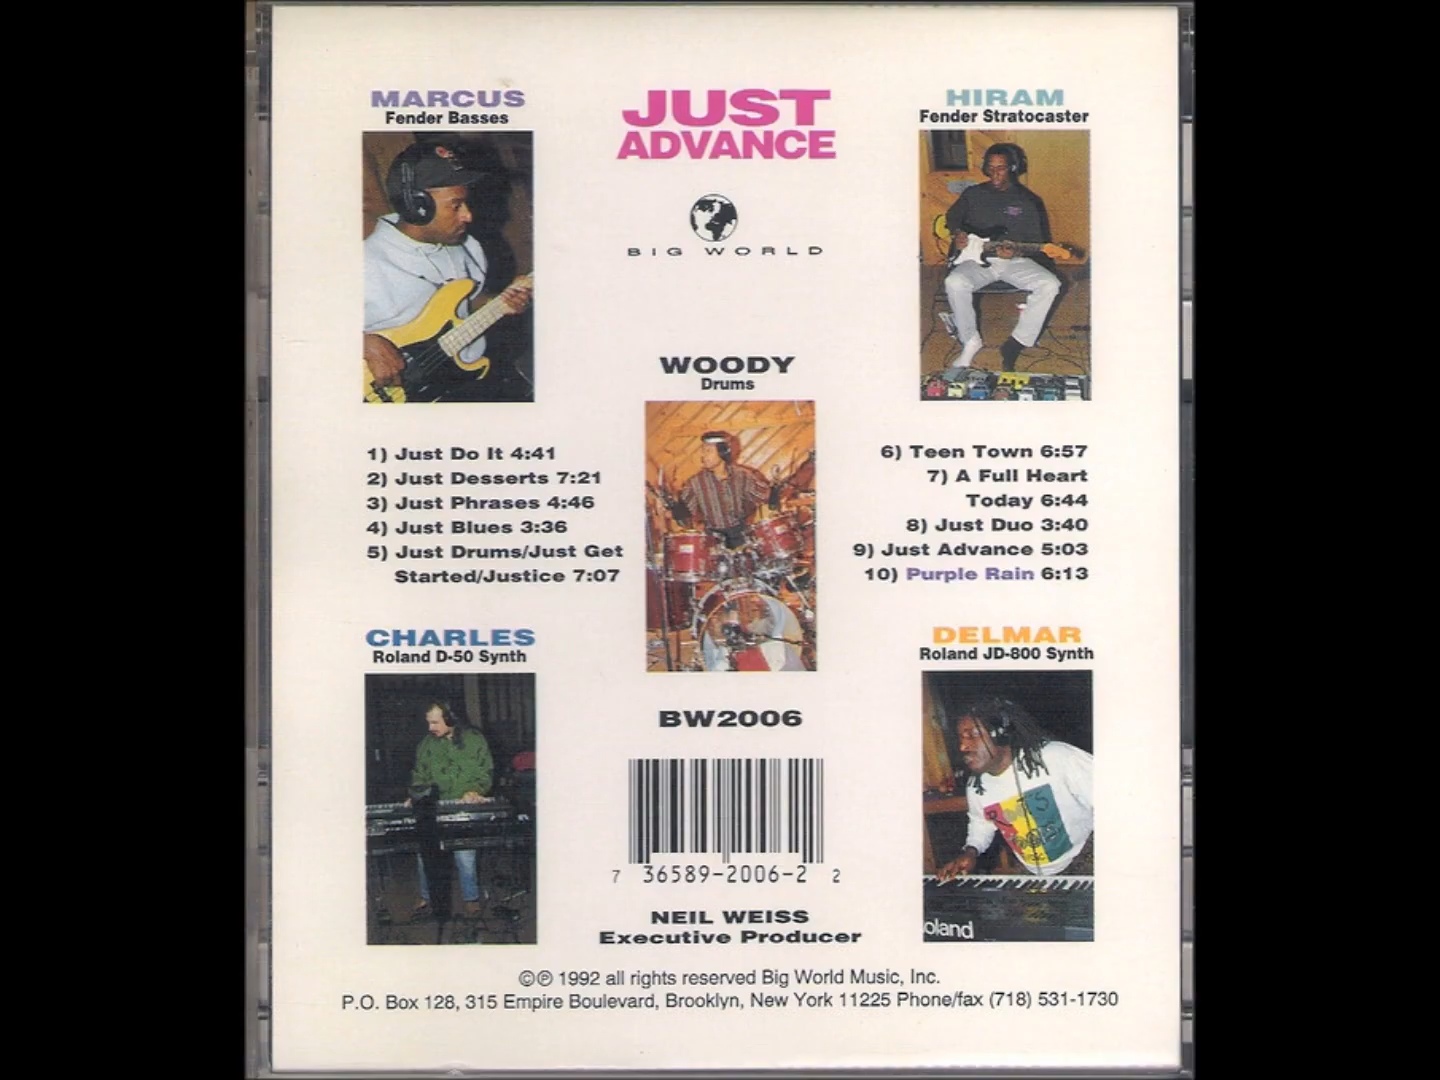 MARCUS
Fender Basses
JUST
ADVANCE
HIRAM
Fender Stratocaster
BIG WORLD
WOODY
Drums
1) Just Do It 4:41
2) Just Desserts 7:21
3) Just Phrases 4:46
4) Just Blues 3:36
5) Just Drums/Just Get
Started/Justice 7:07
6) Teen Town 6:57
7) A Full Heart
Today 6:44
8) Just Duo 3:40
9) Just Advance 5:03
10) Purple Rain 6:13
CHARLES
Roland D-50 Synth
DELMAR
Roland JD-800 Synth
BW2006
7 36589-2006-2 2
oland
NEIL WEISS
Executive Producer
©℗ 1992 all rights reserved Big World Music, Inc.
P.O. Box 128, 315 Empire Boulevard, Brooklyn, New York 11225 Phone/fax (718) 531-1730